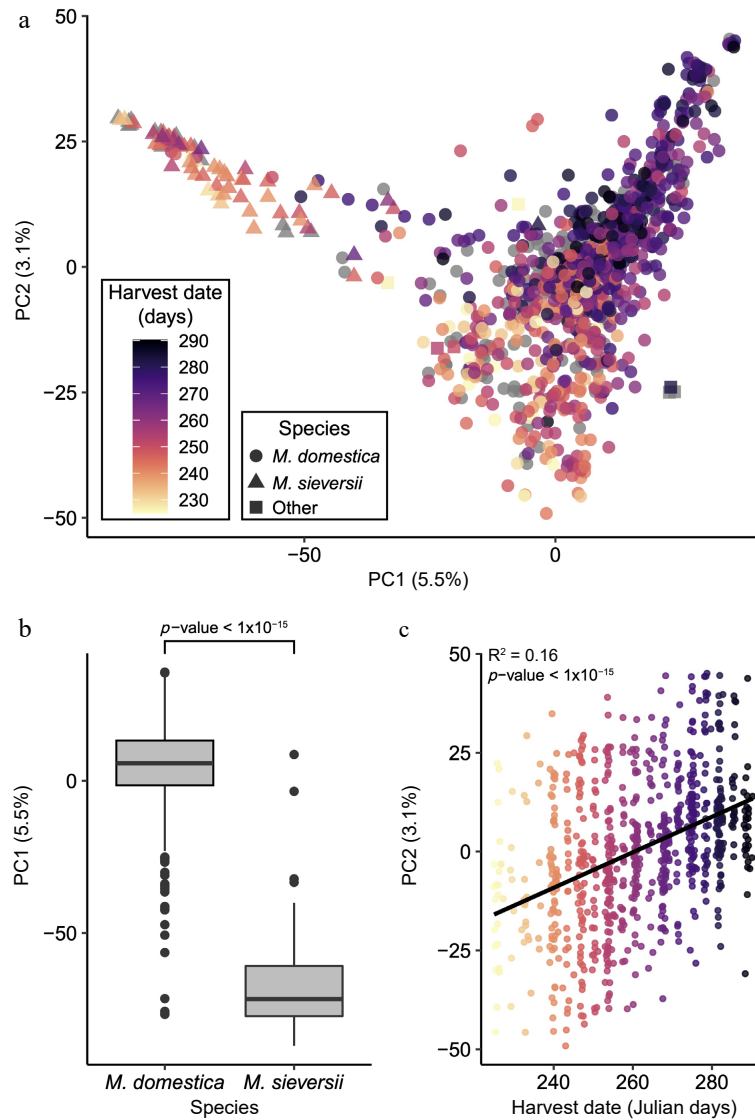 a
50
25
0
−25
−50
PC2 (3.1%)
−50
0
PC1 (5.5%)
Harvest date
(days)
290
280
270
260
250
240
230
Species
M. domestica
M. sieversii
Other
b
p−value < 1x10⁻¹⁵
0
−50
PC1 (5.5%)
M. domestica
M. sieversii
Species
c
R² = 0.16
p−value < 1x10⁻¹⁵
50
25
0
−25
−50
PC2 (3.1%)
240
260
280
Harvest date (Julian days)